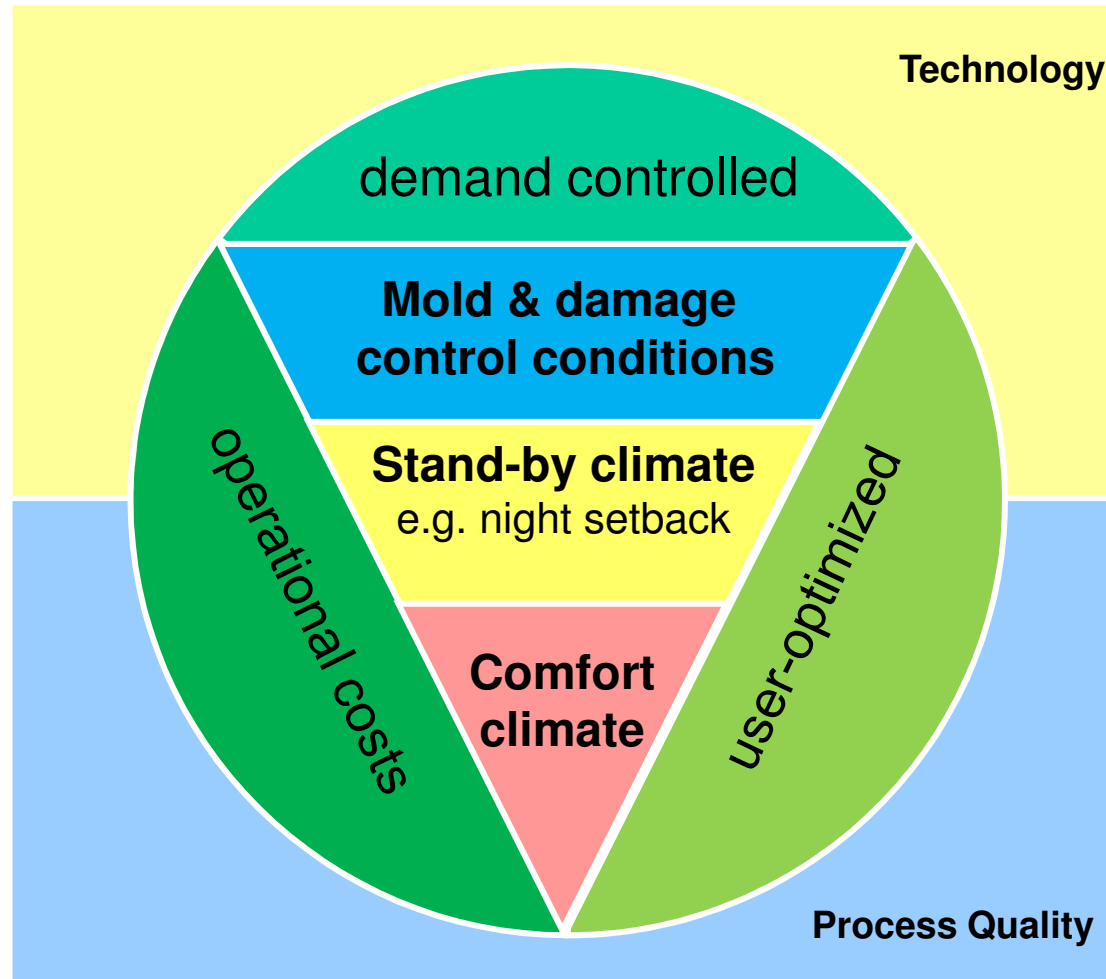 Technology
demand controlled
Mold & damage
control conditions
Stand-by climate
e.g. night setback
operational costs
user-optimized
Comfort
climate
Process Quality